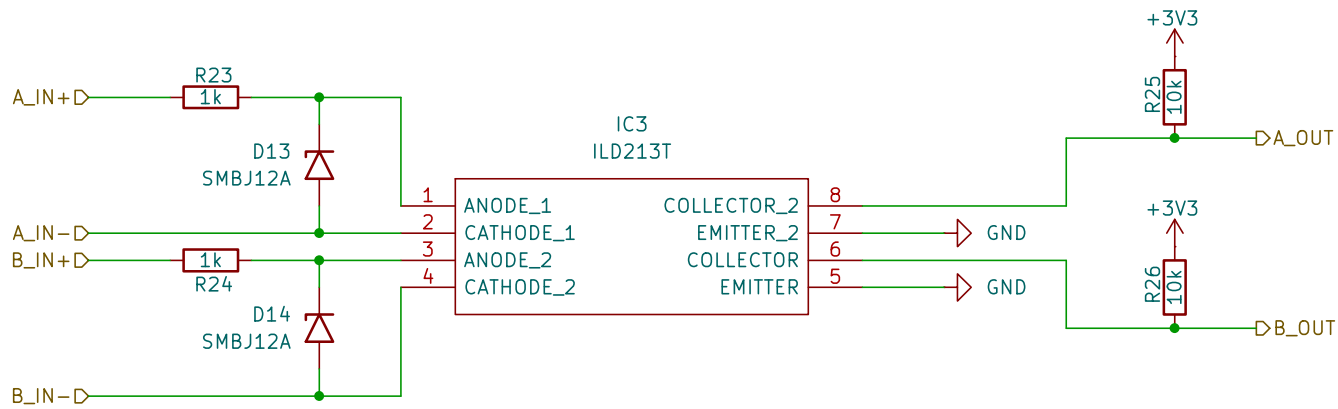 +3V3
R23
A_IN+
1k
R25
10k
IC3
ILD213T
A_OUT
D13
SMBJ12A
1
ANODE_1
COLLECTOR_2
8
+3V3
A_IN-
2
CATHODE_1
EMITTER_2
7
GND
B_IN+
1k
3
ANODE_2
COLLECTOR
6
R24
4
CATHODE_2
EMITTER
5
GND
R26
10k
D14
SMBJ12A
B_OUT
B_IN-